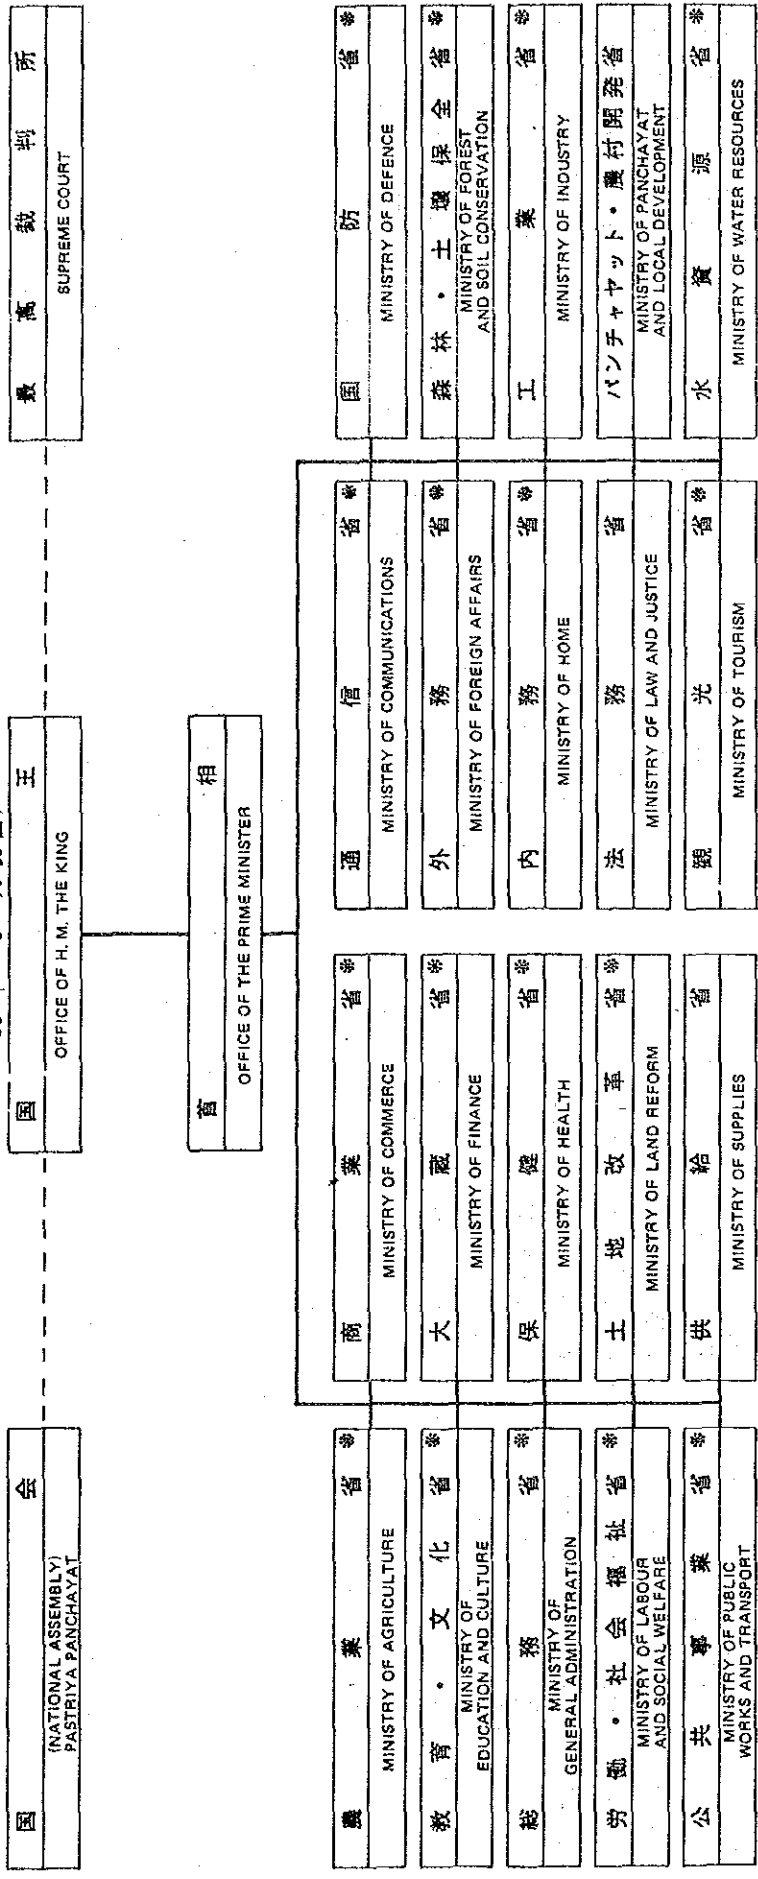 国会
(NATIONAL ASSEMBLY)
PASTRIYA PANCHAYAT
国王
OFFICE OF H. M. THE KING
最高裁判所
SUPREME COURT
首相
OFFICE OF THE PRIME MINISTER
農業省*
MINISTRY OF AGRICULTURE
商業省*
MINISTRY OF COMMERCE
通信省*
MINISTRY OF COMMUNICATIONS
国防省*
MINISTRY OF DEFENCE
教育・文化省*
MINISTRY OF
EDUCATION AND CULTURE
大蔵省*
MINISTRY OF FINANCE
外務省*
MINISTRY OF FOREIGN AFFAIRS
森林・土壌保全省*
MINISTRY OF FOREST
AND SOIL CONSERVATION
総務省*
MINISTRY OF
GENERAL ADMINISTRATION
保健省*
MINISTRY OF HEALTH
内務省*
MINISTRY OF HOME
工業省*
MINISTRY OF INDUSTRY
労働・社会福祉省*
MINISTRY OF LABOUR
AND SOCIAL WELFARE
土地改革省*
MINISTRY OF LAND REFORM
法務省
MINISTRY OF LAW AND JUSTICE
パンチャヤット・農村開発省
MINISTRY OF PANCHAYAT
AND LOCAL DEVELOPMENT
公共事業省*
MINISTRY OF PUBLIC
WORKS AND TRANSPORT
供給省
MINISTRY OF SUPPLIES
観光省*
MINISTRY OF TOURISM
水資源省*
MINISTRY OF WATER RESOURCES